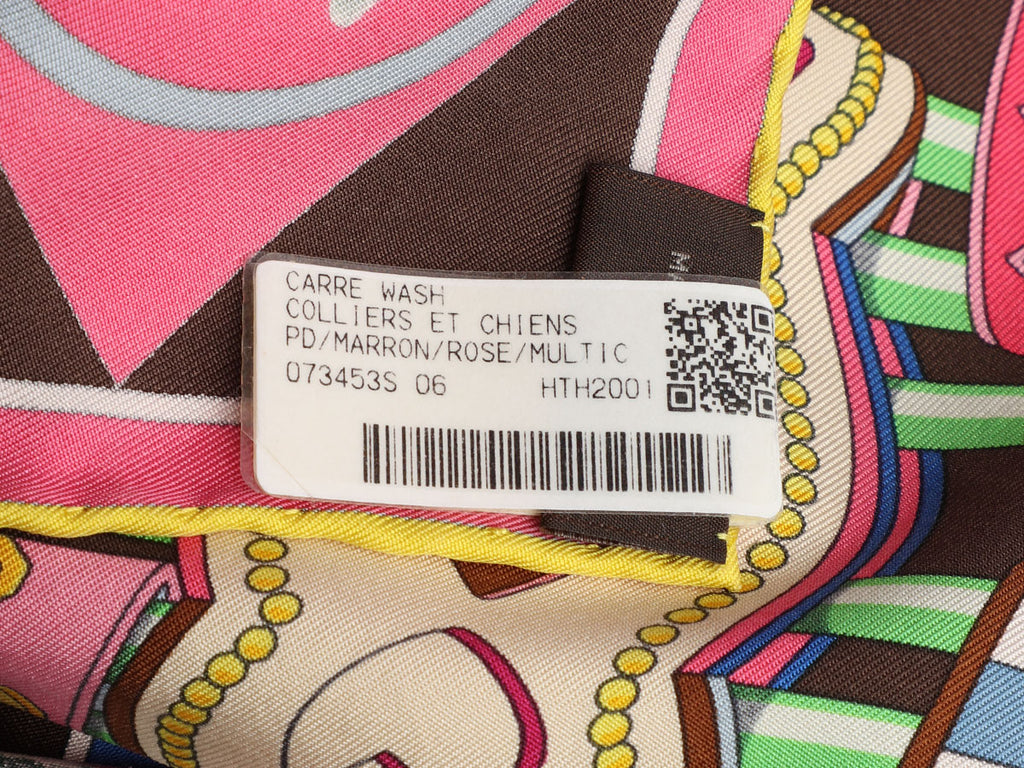 CARRE WASH
COLLIERS ET CHIENS
PD/MARRON/ROSE/MULTIC
073453S 06 HTH2001